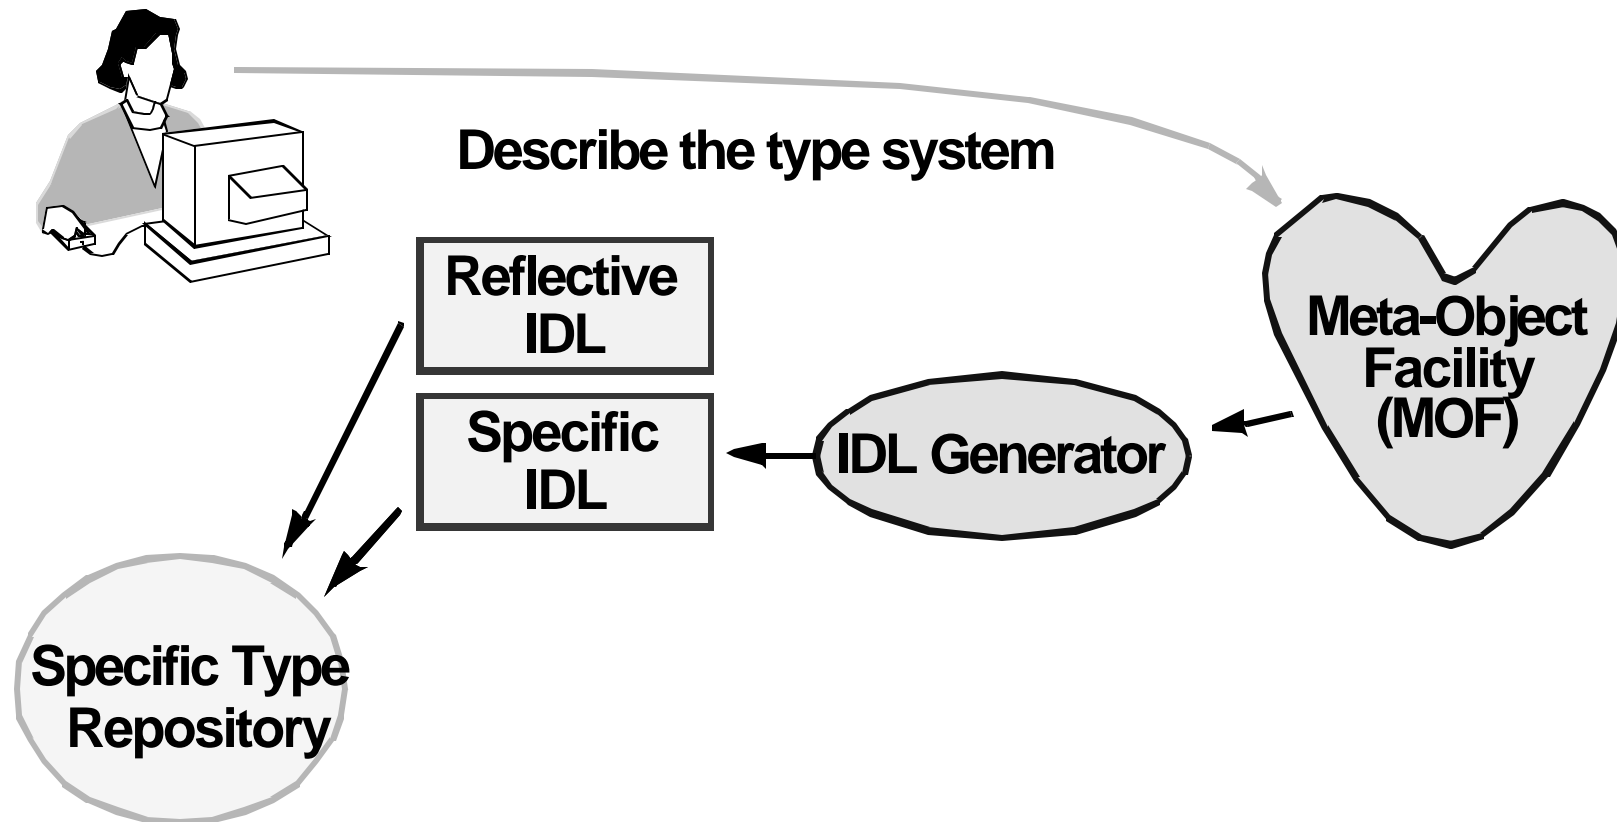 Describe the type system
Reflective
IDL
Specific
IDL
IDL Generator
Meta-Object
Facility
(MOF)
Specific Type
Repository